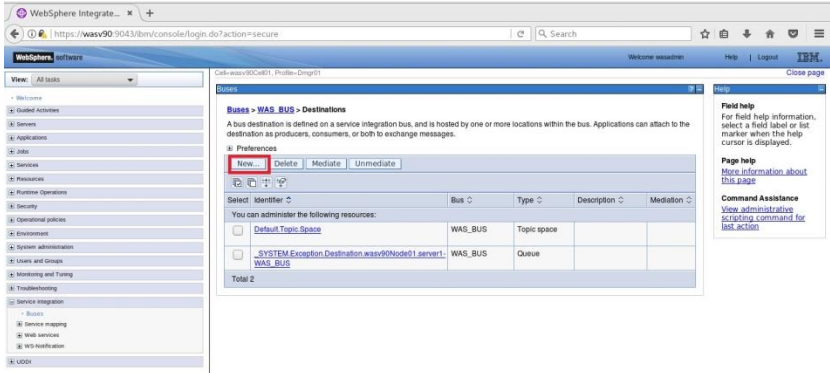 WebSphere Integrate...
https://wasv90:9043/ibm/console/login.do?action=secure
Search
WebSphere. software
Welcome wasadmin
Help | Logout
IBM.
Cell=wasv90Cell01, Profile=Dmgr01
Close page
View: All tasks
Welcome
Guided Activities
Servers
Applications
Jobs
Services
Resources
Runtime Operations
Security
Operational policies
Environment
System administration
Users and Groups
Monitoring and Tuning
Troubleshooting
Service integration
Buses
Service mapping
Web services
WS-Notification
UDDI
Buses
Buses > WAS_BUS > Destinations
A bus destination is defined on a service integration bus, and is hosted by one or more locations within the bus. Applications can attach to the
destination as producers, consumers, or both to exchange messages.
Preferences
New... Delete Mediate Unmediate
Select Identifier Bus Type Description Mediation
You can administer the following resources:
Default.Topic.Space WAS_BUS Topic space
_SYSTEM.Exception.Destination.wasv90Node01.server1- WAS_BUS Queue
WAS_BUS
Total 2
Help
Field help
For field help information,
select a field label or list
marker when the help
cursor is displayed.
Page help
More information about
this page
Command Assistance
View administrative
scripting command for
last action